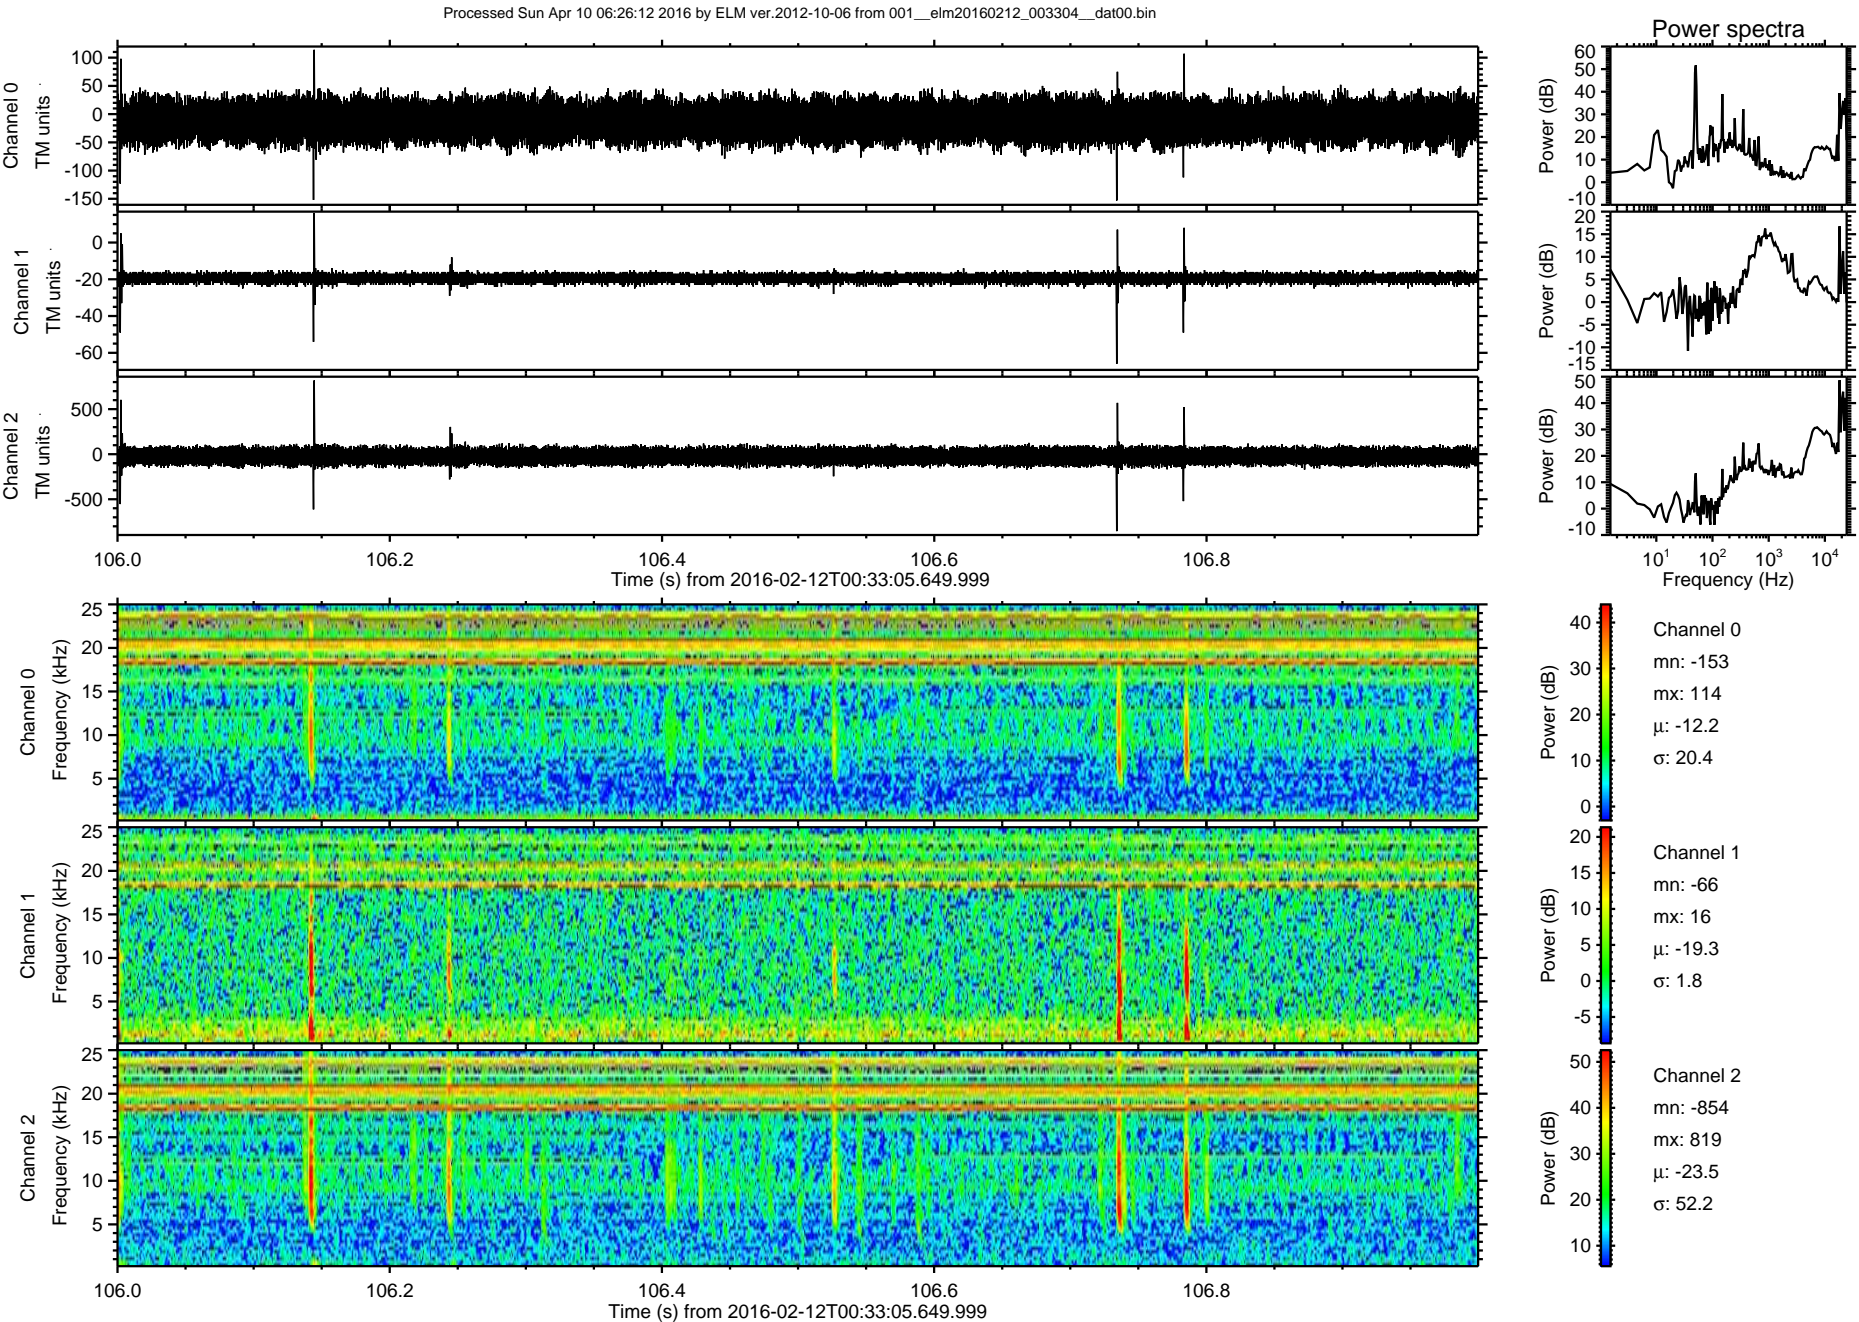 Processed Sun Apr 10 06:26:12 2016 by ELM ver.2012-10-06 from 001__elm20160212_003304__dat00.bin
Power spectra
Channel 0
TM units
100
50
0
-50
-100
-150
Power (dB)
60
50
40
30
20
10
0
-10
Channel 1
TM units
0
-20
-40
-60
Power (dB)
20
15
10
5
0
-5
-10
-15
Channel 2
TM units
500
0
-500
Power (dB)
50
40
30
20
10
0
-10
106.0 106.2 106.4 106.6 106.8
Time (s) from 2016-02-12T00:33:05.649.999
10¹ 10² 10³ 10⁴
Frequency (Hz)
Channel 0
Frequency (kHz)
25
20
15
10
5
Power (dB)
40
30
20
10
0
Channel 0
mn: -153
mx: 114
µ: -12.2
σ: 20.4
Channel 1
Frequency (kHz)
25
20
15
10
5
Power (dB)
20
15
10
5
0
-5
Channel 1
mn: -66
mx: 16
µ: -19.3
σ: 1.8
Channel 2
Frequency (kHz)
25
20
15
10
5
Power (dB)
50
40
30
20
10
Channel 2
mn: -854
mx: 819
µ: -23.5
σ: 52.2
106.0 106.2 106.4 106.6 106.8
Time (s) from 2016-02-12T00:33:05.649.999